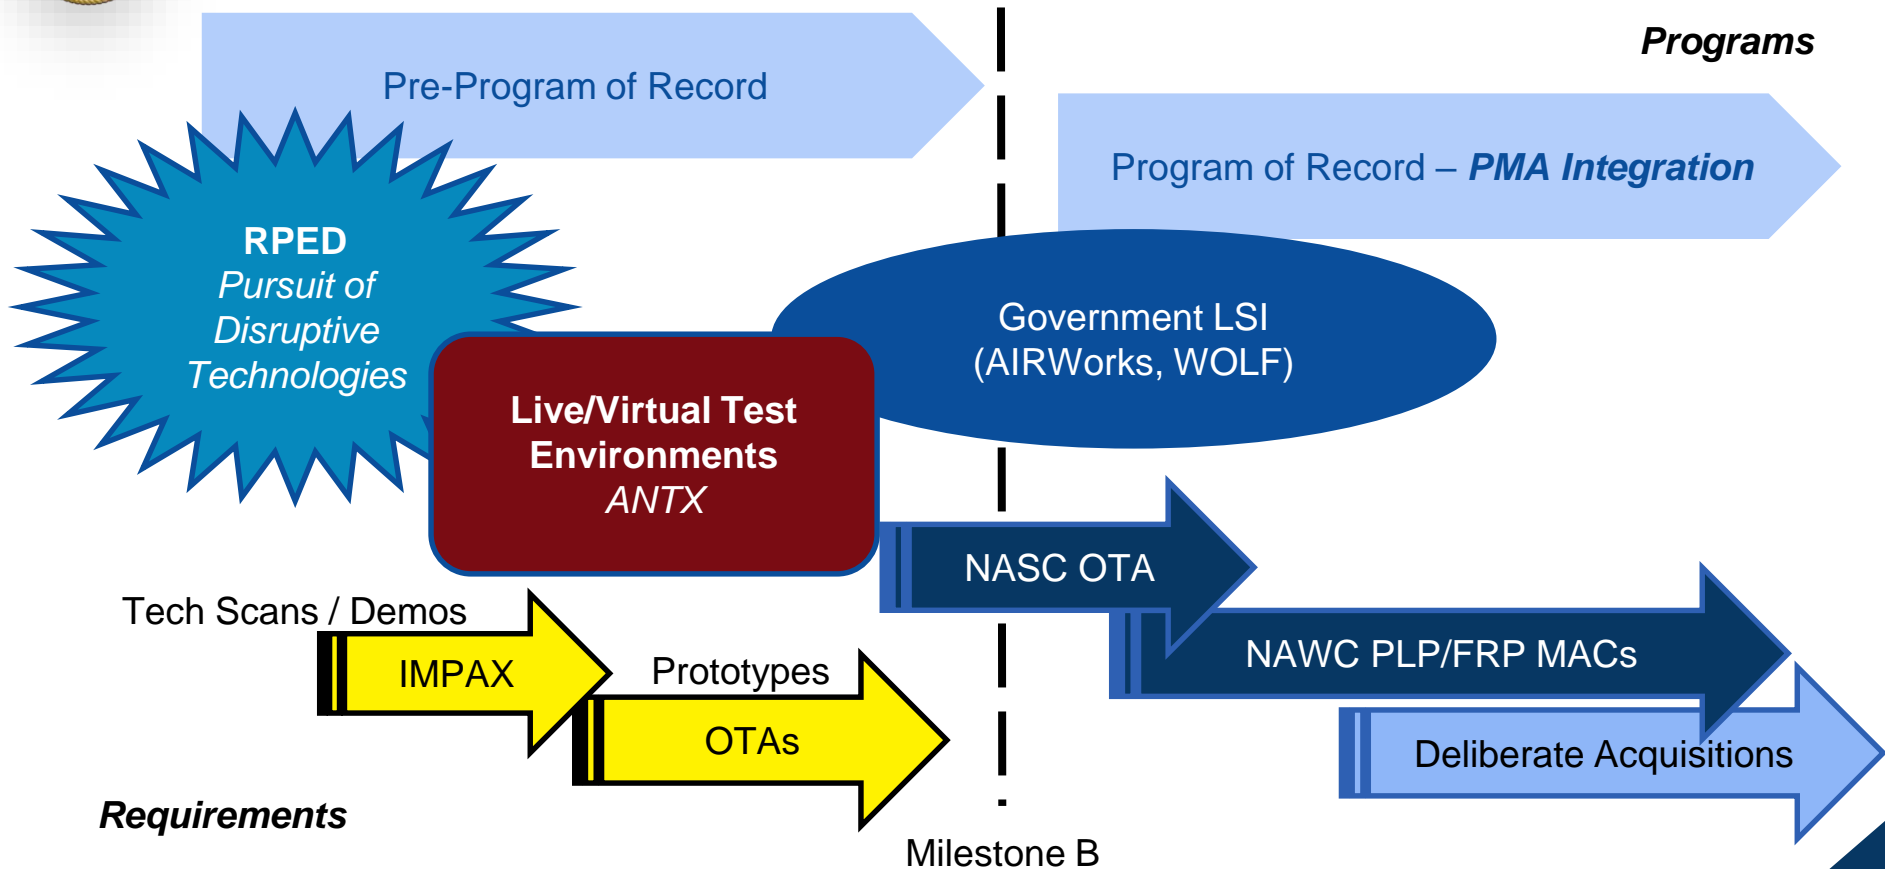 Programs
Pre-Program of Record
Program of Record – PMA Integration
RPED
Pursuit of
Disruptive
Technologies
Government LSI
(AIRWorks, WOLF)
Live/Virtual Test
Environments
ANTX
NASC OTA
Tech Scans / Demos
IMPAX
Prototypes
OTAs
NAWC PLP/FRP MACs
Deliberate Acquisitions
Requirements
Milestone B